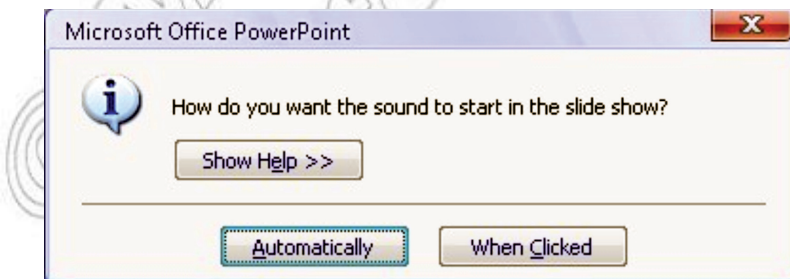 Microsoft Office PowerPoint
How do you want the sound to start in the slide show?
Show Help >>
Automatically
When Clicked